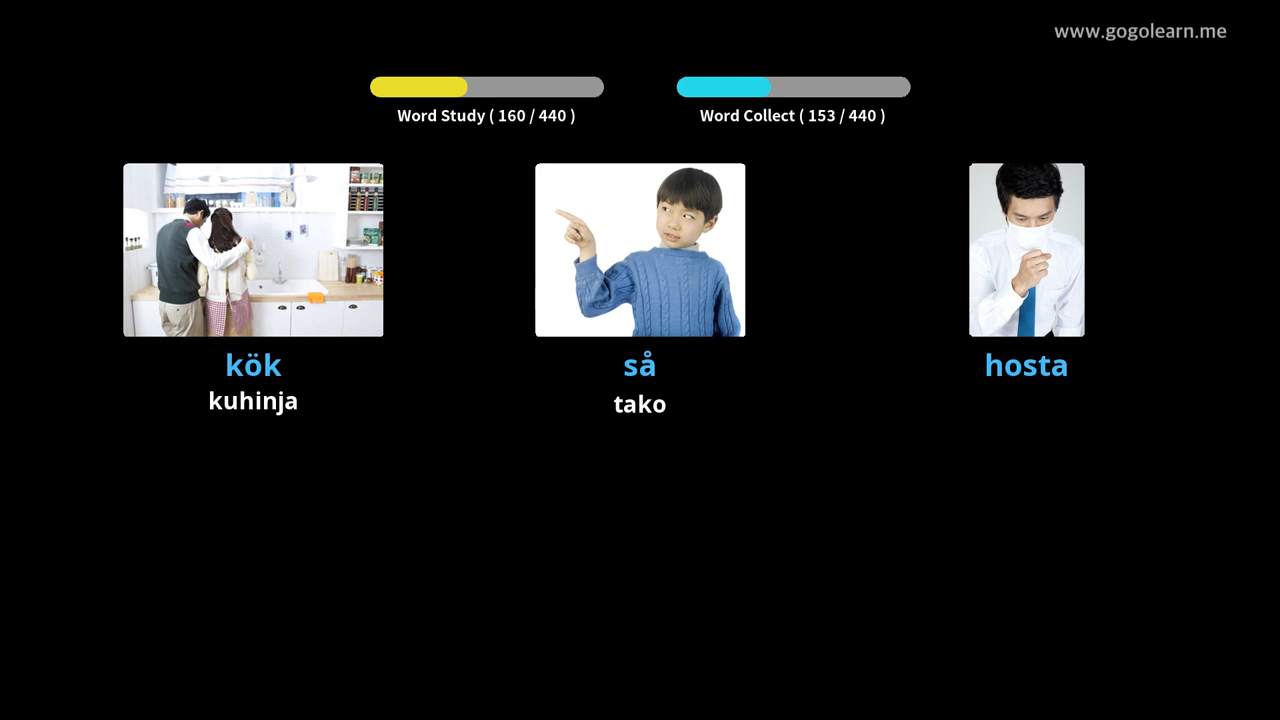 www.gogolearn.me
Word Study ( 160 / 440 )
Word Collect ( 153 / 440 )
kök
kuhinja
så
tako
hosta